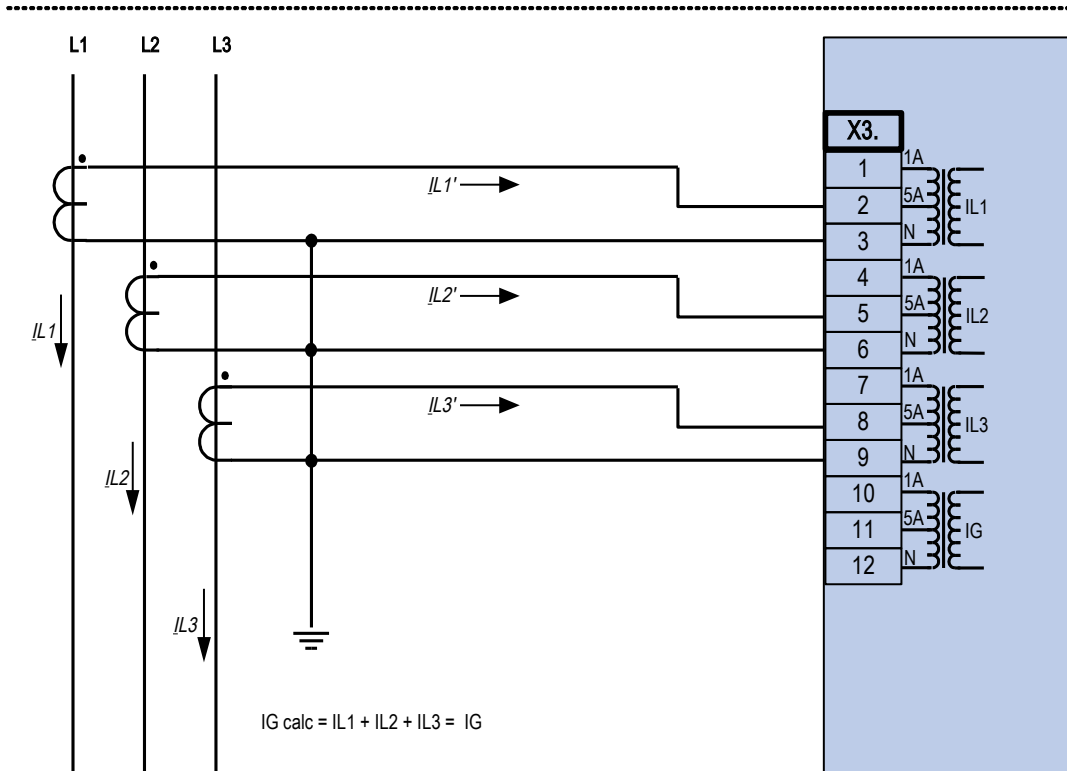 L1 L2 L3
X3.
1 1A
IL1'
2 5A IL1
3 N
4 1A
IL2'
5 5A IL2
IL1
6 N
7 1A
IL3'
8 5A IL3
9 N
IL2
10 1A
11 5A IG
12 N
IL3
IG calc = IL1 + IL2 + IL3 = IG